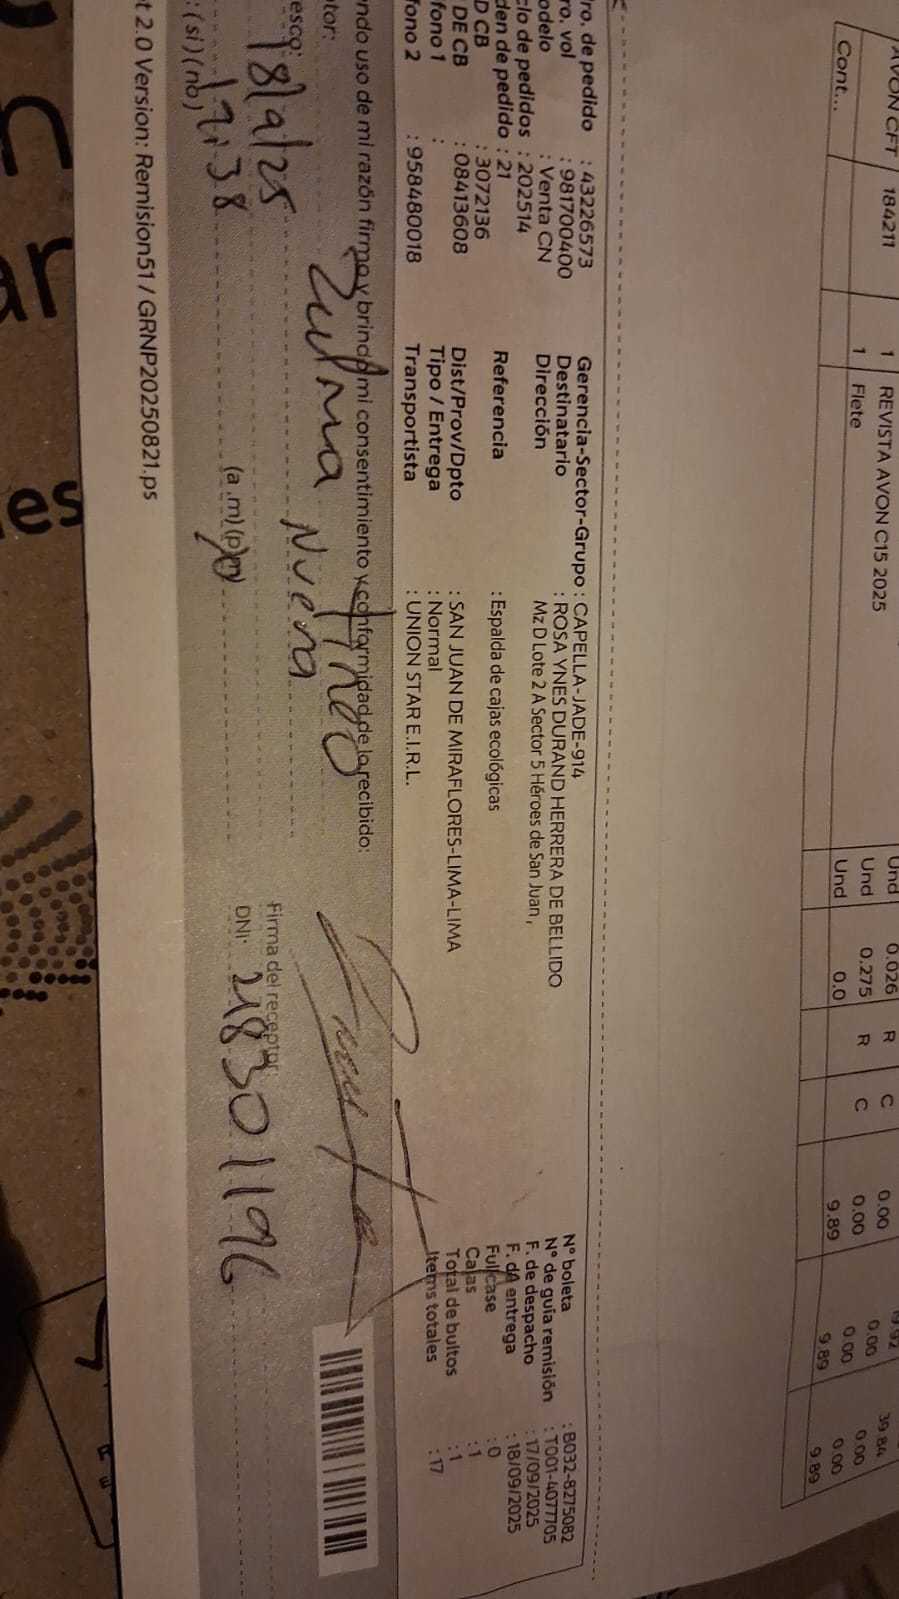 AVON CFT 184211 1 REVISTA AVON C15 2025 Und 0.026 R C 0.00 39.84
1 Flete Und 0.275 R C 0.00 0.00 0.00
Cont... Und 0.0 9.89 9.89 9.89
ro. de pedido : 43226573
ro. vol : 981700400
odelo : Venta CN
clo de pedidos : 202514
den de pedido : 21
D CB : 3072136
DE CB : 08413608
fono 1 :
fono 2 : 958480018
Gerencia-Sector-Grupo : CAPELLA-JADE-914
Destinatario : ROSA YNES DURAND HERRERA DE BELLIDO
Dirección Mz D Lote 2 A Sector 5 Héroes de San Juan,
Referencia : Espalda de cajas ecológicas
Dist/Prov/Dpto : SAN JUAN DE MIRAFLORES-LIMA-LIMA
Tipo / Entrega : Normal
Transportista : UNION STAR E.I.R.L.
N° boleta : B032-8275082
N° de guía remisión : T001-4077705
F. de despacho : 17/09/2025
F. de entrega : 18/09/2025
Fullcase : 0
Cajas : 1
Total de bultos : 1
Items totales : 17
ndo uso de mi razón firmo y brindo mi consentimiento y conformidad de lo recibido:
tor: Zulma
esco: Nuera
18/9/25
19:38 (a.m)(p.m)
: (si) (no)
Firma del receptor:
DNI: 218301196
t 2.0 Version: Remision51 / GRNP20250821.ps
es